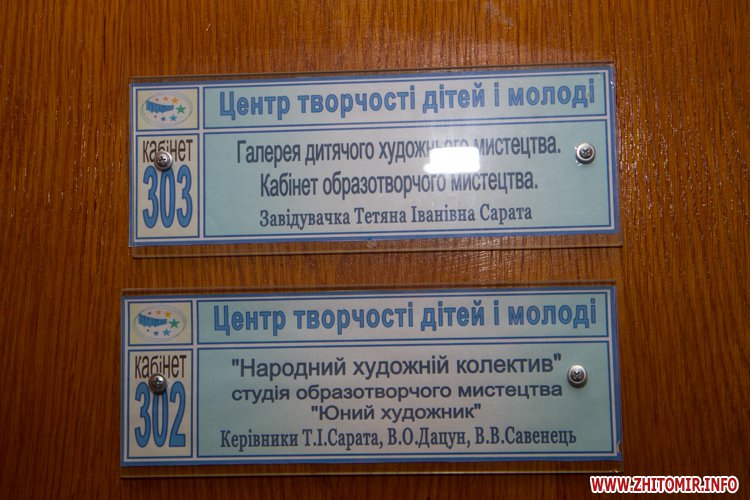 Центр творчості дітей і молоді
кабінет
303
Галерея дитячого художнього мистецтва.
Кабінет образотворчого мистецтва.
Завідувачка Тетяна Іванівна Сарата
Центр творчості дітей і молоді
кабінет
302
"Народний художній колектив"
студія образотворчого мистецтва
"Юний художник"
Керівники Т.І.Сарата, В.О.Дацун, В.В.Савенець
WWW.ZHITOMIR.INFO